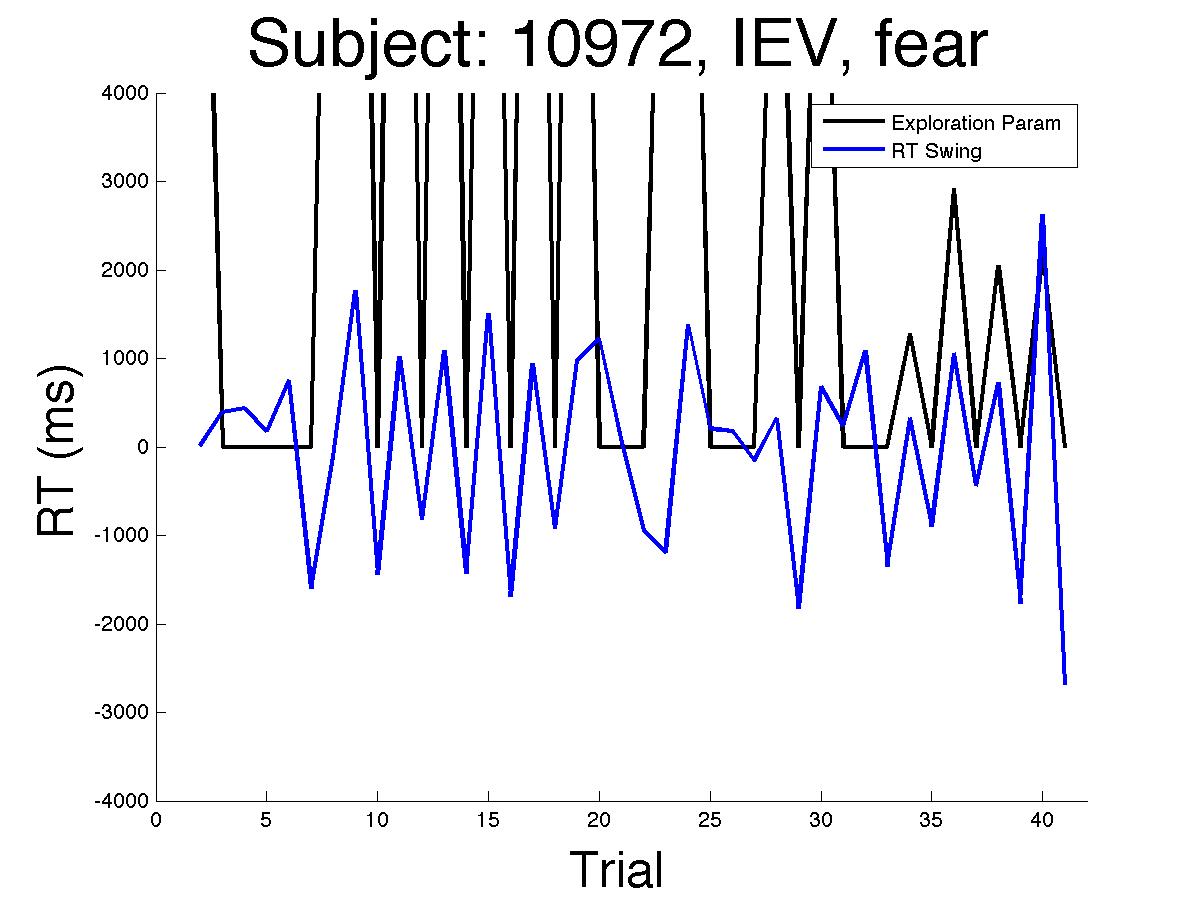 Subject: 10972, IEV, fear
Exploration Param
RT Swing
RT (ms)
4000
3000
2000
1000
0
-1000
-2000
-3000
-4000
0 5 10 15 20 25 30 35 40
Trial